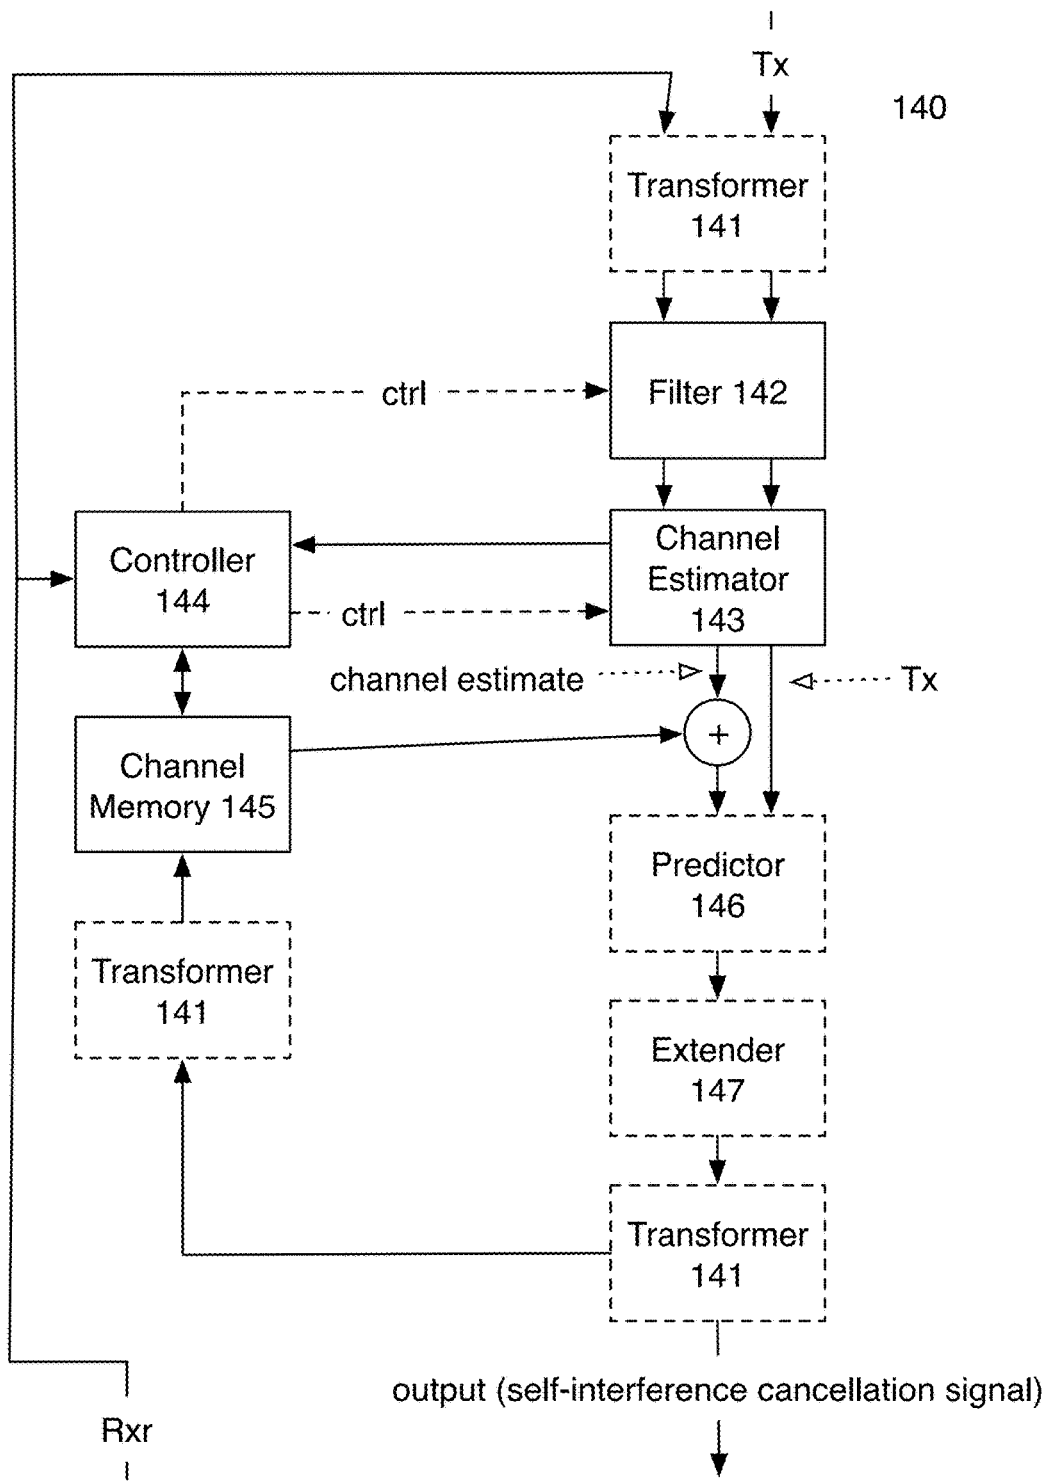 Tx
140
Transformer
141
ctrl
Filter 142
Controller
144
ctrl
Channel
Estimator
143
channel estimate
Tx
+
Channel
Memory 145
Predictor
146
Transformer
141
Extender
147
Transformer
141
output (self-interference cancellation signal)
Rxr